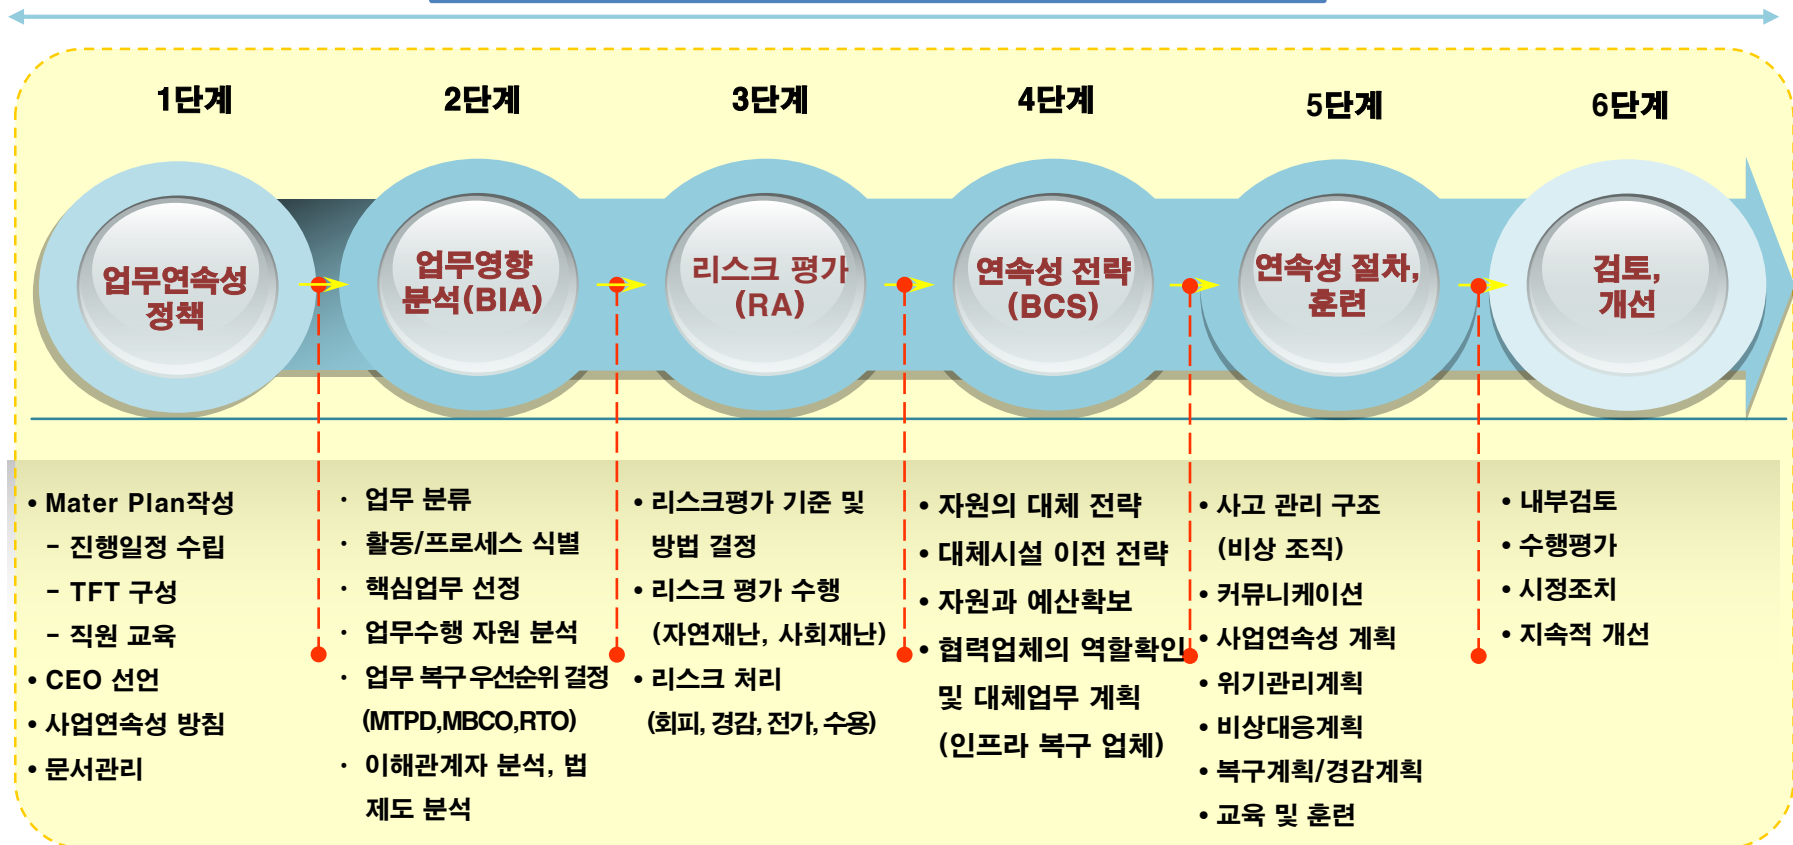 1단계
2단계
3단계
4단계
5단계
6단계
업무연속성
정책
업무영향
분석(BIA)
리스크 평가
(RA)
연속성 전략
(BCS)
연속성 절차,
훈련
검토,
개선
• Mater Plan작성
- 진행일정 수립
- TFT 구성
- 직원 교육
• CEO 선언
• 사업연속성 방침
• 문서관리
· 업무 분류
· 활동/프로세스 식별
· 핵심업무 선정
· 업무수행 자원 분석
· 업무 복구 우선순위 결정
(MTPD,MBCO,RTO)
· 이해관계자 분석, 법
제도 분석
• 리스크평가 기준 및
방법 결정
• 리스크 평가 수행
(자연재난, 사회재난)
• 리스크 처리
(회피, 경감, 전가, 수용)
• 자원의 대체 전략
• 대체시설 이전 전략
• 자원과 예산확보
• 협력업체의 역할확인
및 대체업무 계획
(인프라 복구 업체)
• 사고 관리 구조
(비상 조직)
• 커뮤니케이션
• 사업연속성 계획
• 위기관리계획
• 비상대응계획
• 복구계획/경감계획
• 교육 및 훈련
• 내부검토
• 수행평가
• 시정조치
• 지속적 개선